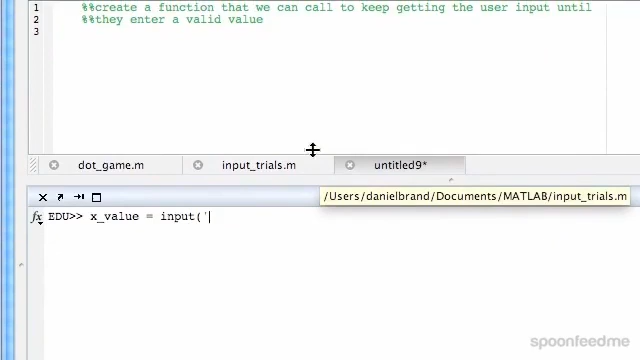 1 %%create a function that we can call to keep getting the user input until
2 %%they enter a valid value
3
dot_game.m input_trials.m untitled9*
/Users/danielbrand/Documents/MATLAB/input_trials.m
fx EDU>> x_value = input('
spoonfeedme